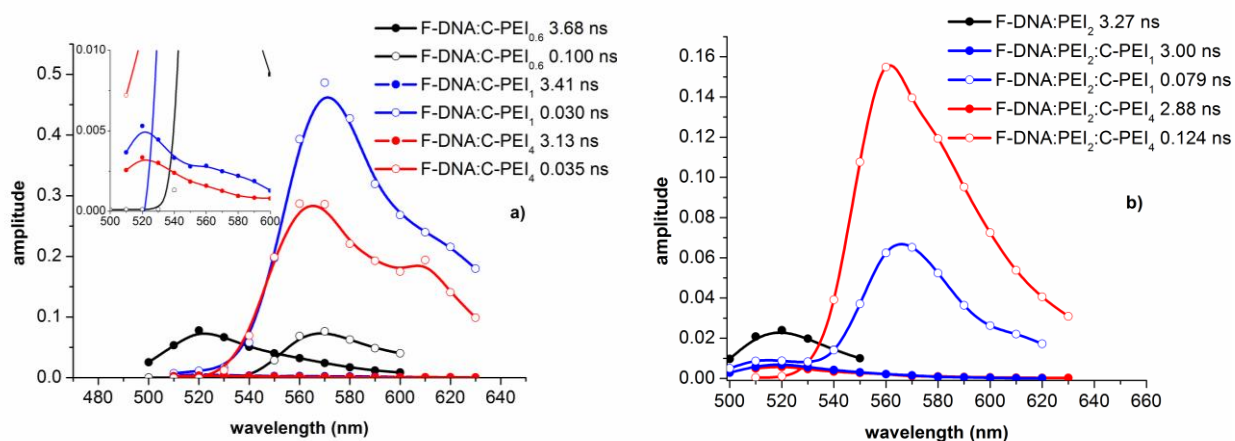 F-DNA:C-PEI0.6 3.68 ns
F-DNA:C-PEI0.6 0.100 ns
F-DNA:C-PEI1 3.41 ns
F-DNA:C-PEI1 0.030 ns
F-DNA:C-PEI4 3.13 ns
F-DNA:C-PEI4 0.035 ns
0.010
0.005
0.000
500 520 540 560 580 600
0.5
0.4
0.3
0.2
0.1
0.0
amplitude
a)
480 500 520 540 560 580 600 620 640
wavelength (nm)
F-DNA:PEI2 3.27 ns
F-DNA:PEI2:C-PEI1 3.00 ns
F-DNA:PEI2:C-PEI1 0.079 ns
F-DNA:PEI2:C-PEI4 2.88 ns
F-DNA:PEI2:C-PEI4 0.124 ns
0.16
0.14
0.12
0.10
0.08
0.06
0.04
0.02
0.00
amplitude
b)
500 520 540 560 580 600 620 640 660
wavelength (nm)